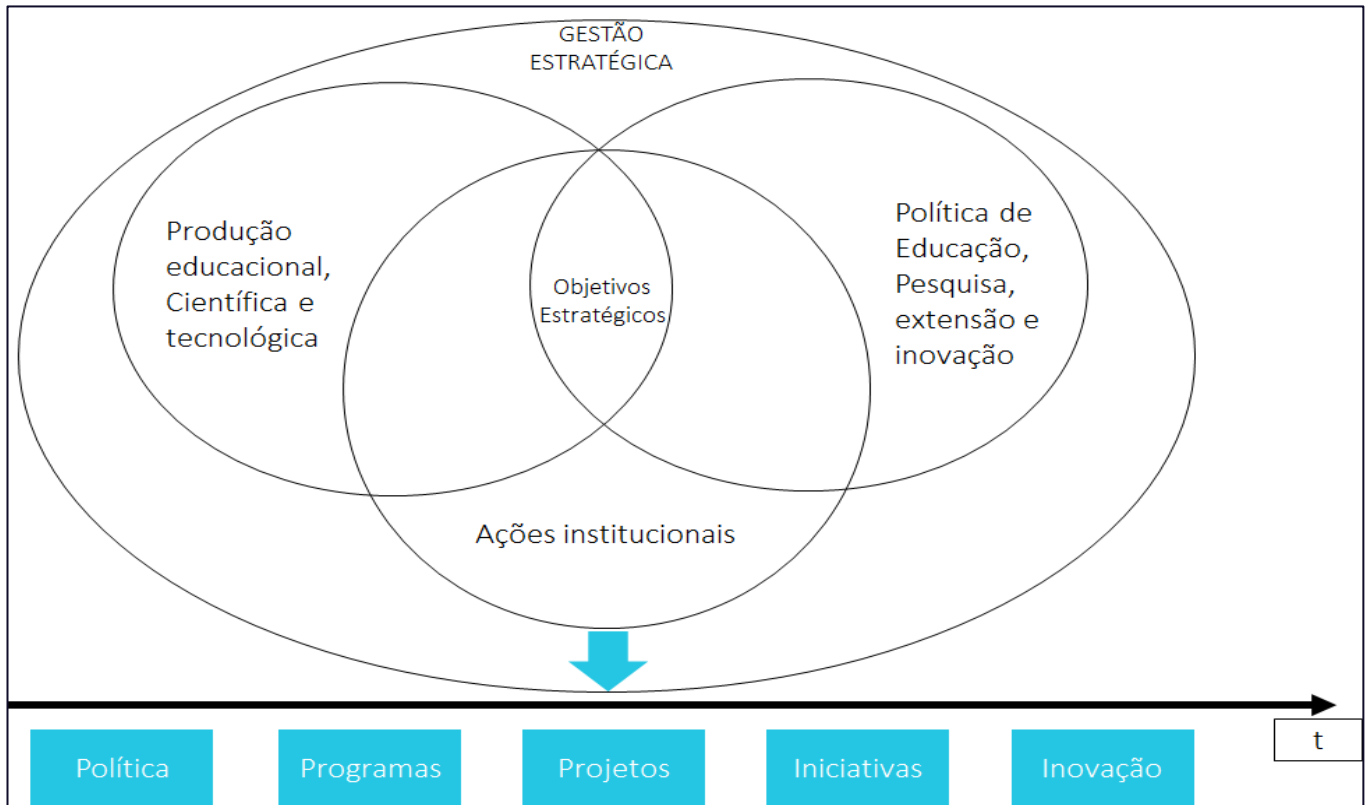 GESTÃO
ESTRATÉGICA
Produção
educacional,
Científica e
tecnológica
Objetivos
Estratégicos
Política de
Educação,
Pesquisa,
extensão e
inovação
Ações institucionais
t
Política
Programas
Projetos
Iniciativas
Inovação